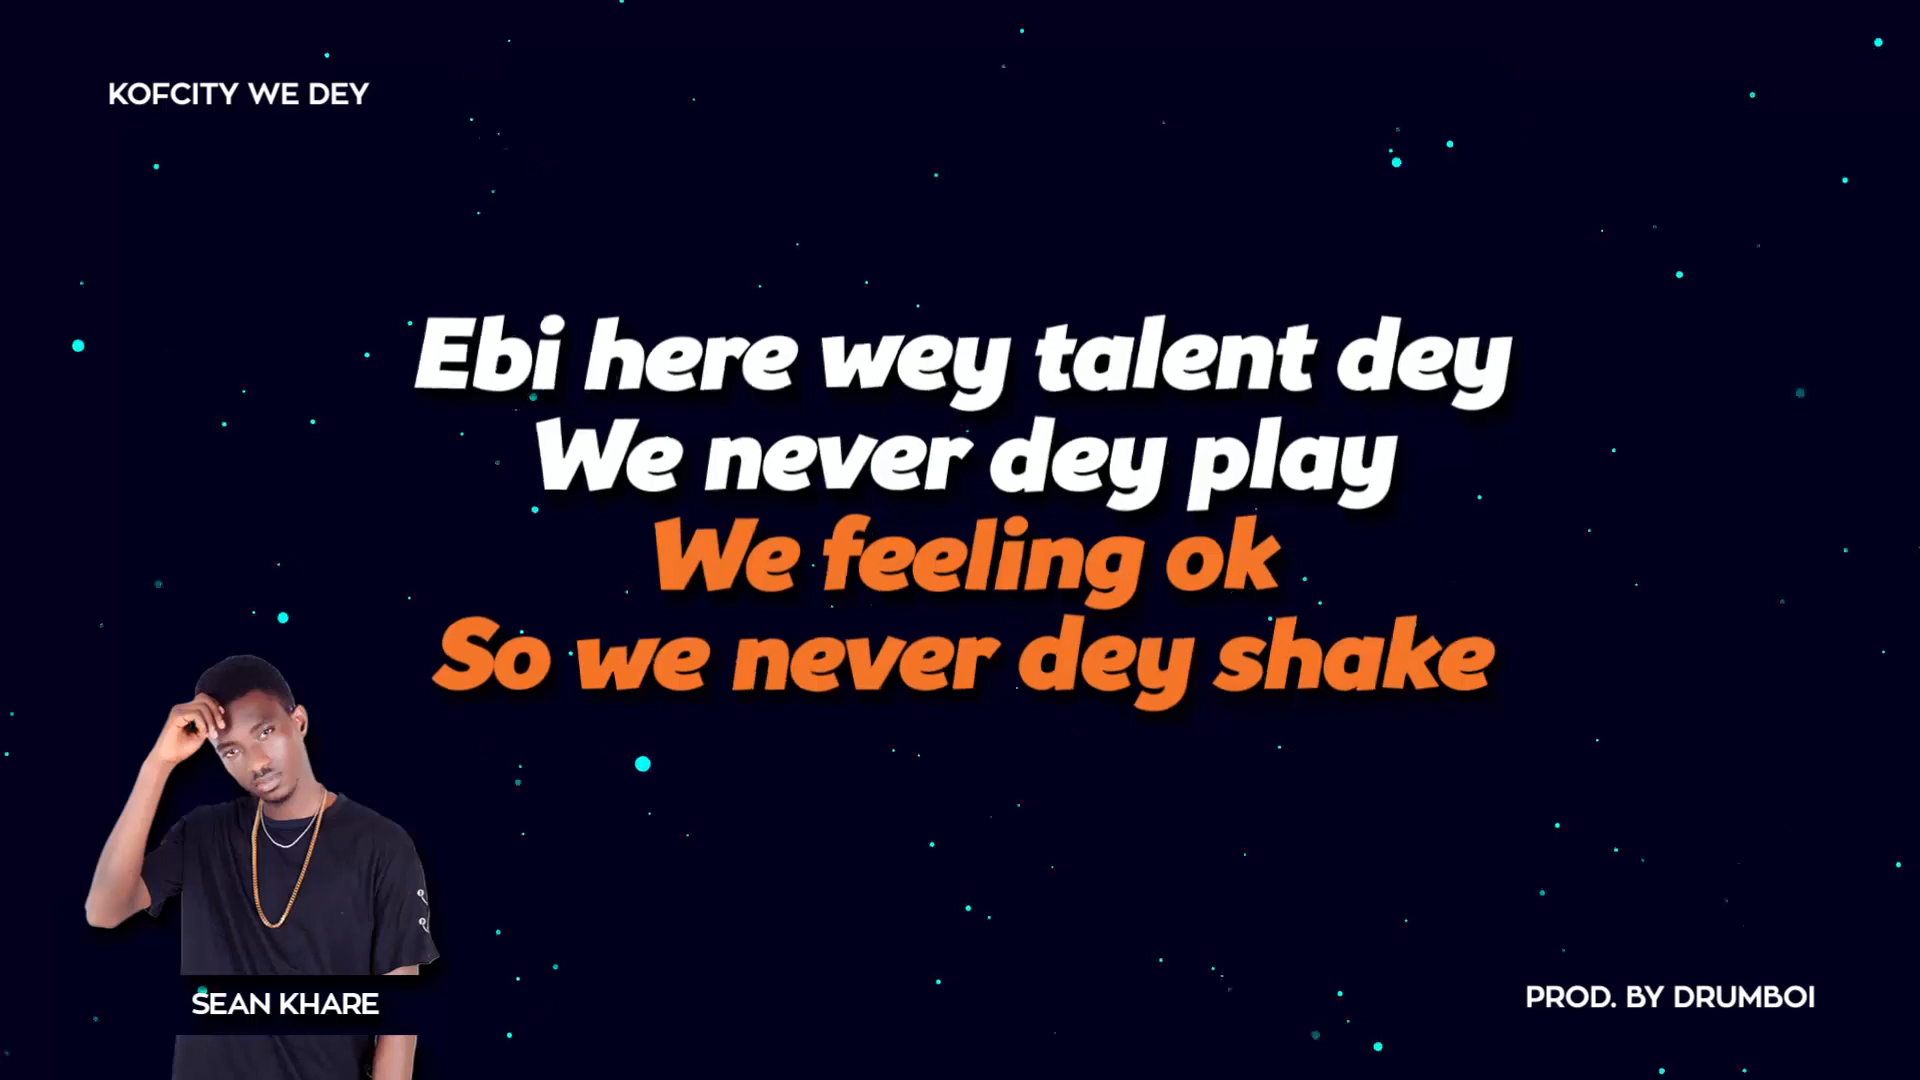 KOFCITY WE DEY
Ebi here wey talent dey
We never dey play
We feeling ok
So we never dey shake
SEAN KHARE
PROD. BY DRUMBOI